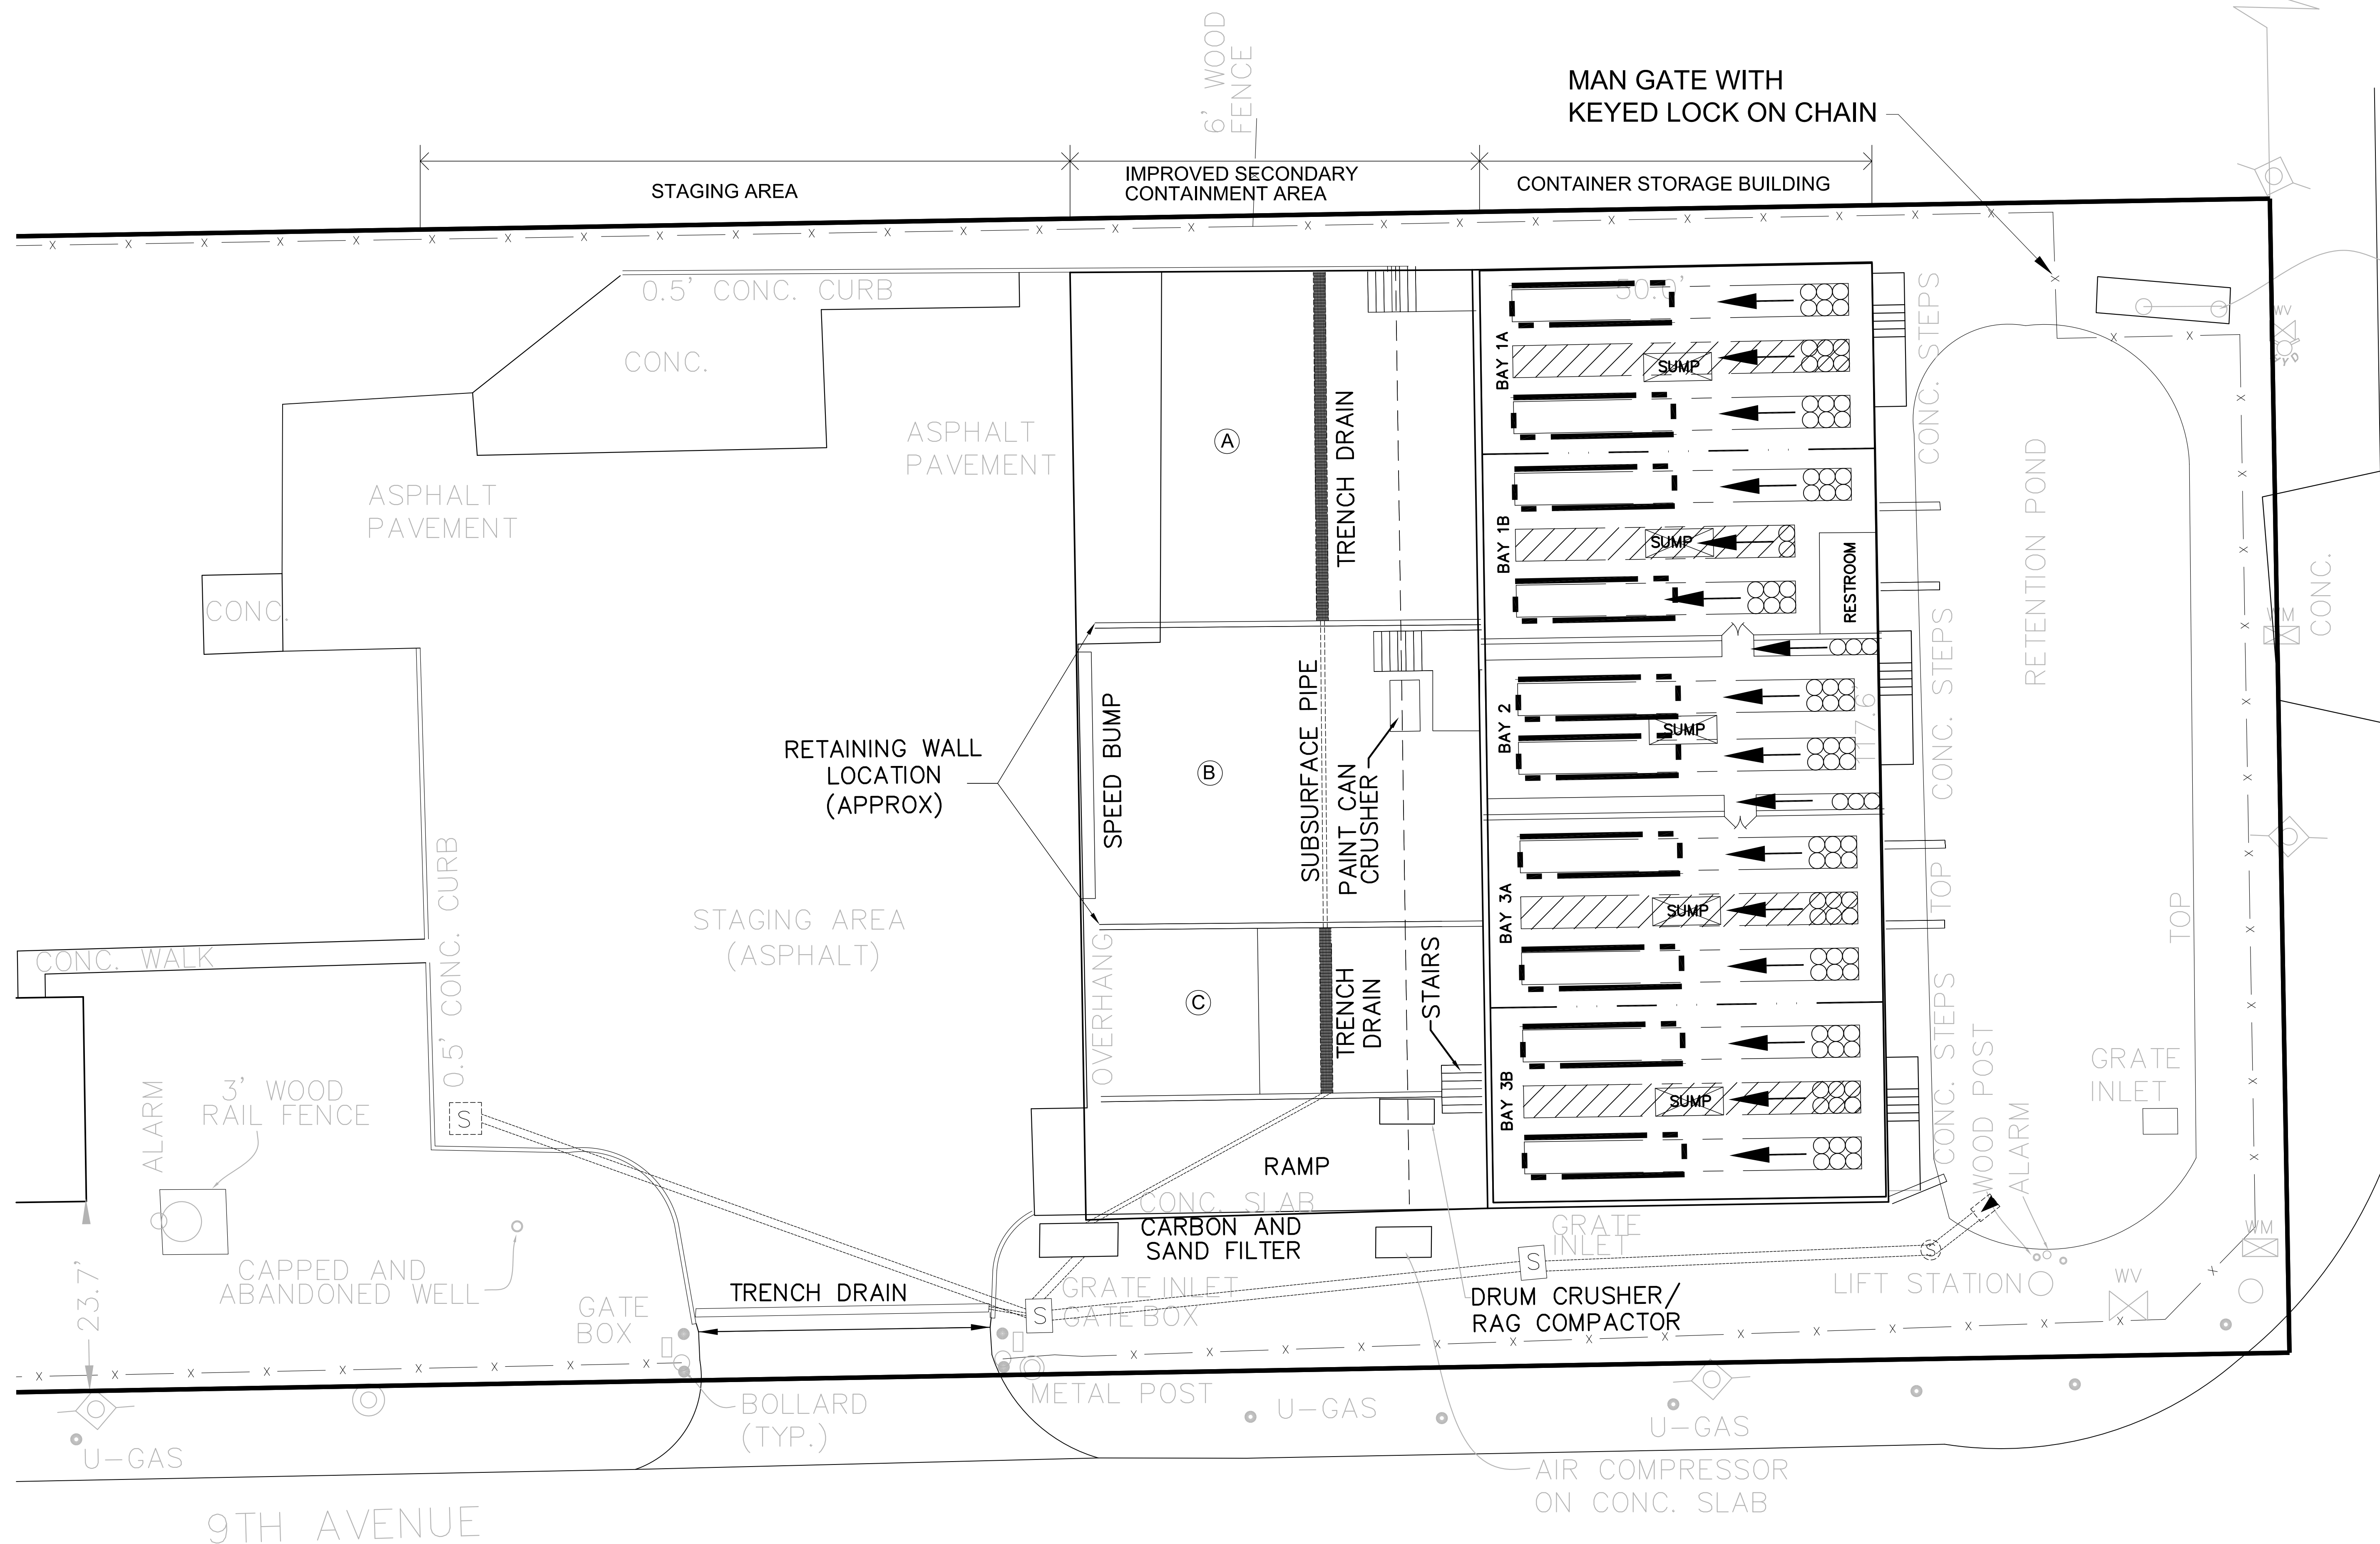 6' WOOD
FENCE
MAN GATE WITH
KEYED LOCK ON CHAIN
STAGING AREA
IMPROVED SECONDARY
CONTAINMENT AREA
CONTAINER STORAGE BUILDING
0.5' CONC. CURB
CONC.
ASPHALT
PAVEMENT
ASPHALT
PAVEMENT
CONC.
A
TRENCH DRAIN
50.0'
BAY 1A
SUMP
BAY 1B
SUMP
RESTROOM
CONC. STEPS
RETENTION POND
WV
WM
CONC.
RETAINING WALL
LOCATION
(APPROX)
SPEED BUMP
B
SUBSURFACE PIPE
PAINT CAN
CRUSHER
BAY 2
SUMP
CONC. STEPS
TOP
TOP
0.5' CONC. CURB
STAGING AREA
(ASPHALT)
CONC. WALK
OVERHANG
C
TRENCH
DRAIN
STAIRS
BAY 3A
SUMP
BAY 3B
SUMP
CONC. STEPS
WOOD POST
ALARM
GRATE
INLET
ALARM
3' WOOD
RAIL FENCE
S
RAMP
CONC. SLAB
CARBON AND
SAND FILTER
GRATE
INLET
S
S
WM
23.7'
CAPPED AND
ABANDONED WELL
GATE
BOX
TRENCH DRAIN
GRATE INLET
S
GATE BOX
DRUM CRUSHER/
RAG COMPACTOR
LIFT STATION
WV
BOLLARD
(TYP.)
METAL POST
U-GAS
U-GAS
U-GAS
AIR COMPRESSOR
ON CONC. SLAB
9TH AVENUE